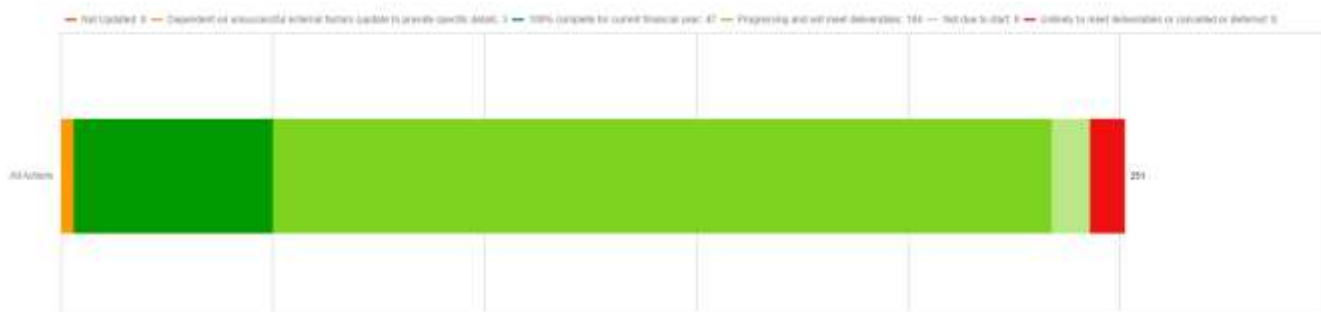 Not Updated: 0 Dependent on unsuccessful external factors (update to provide specific detail): 3 100% complete for current financial year: 47 Progressing and will meet deliverables: 184 Not due to start: 9 Unlikely to meet deliverables or cancelled or deferred: 8
All Actions
251